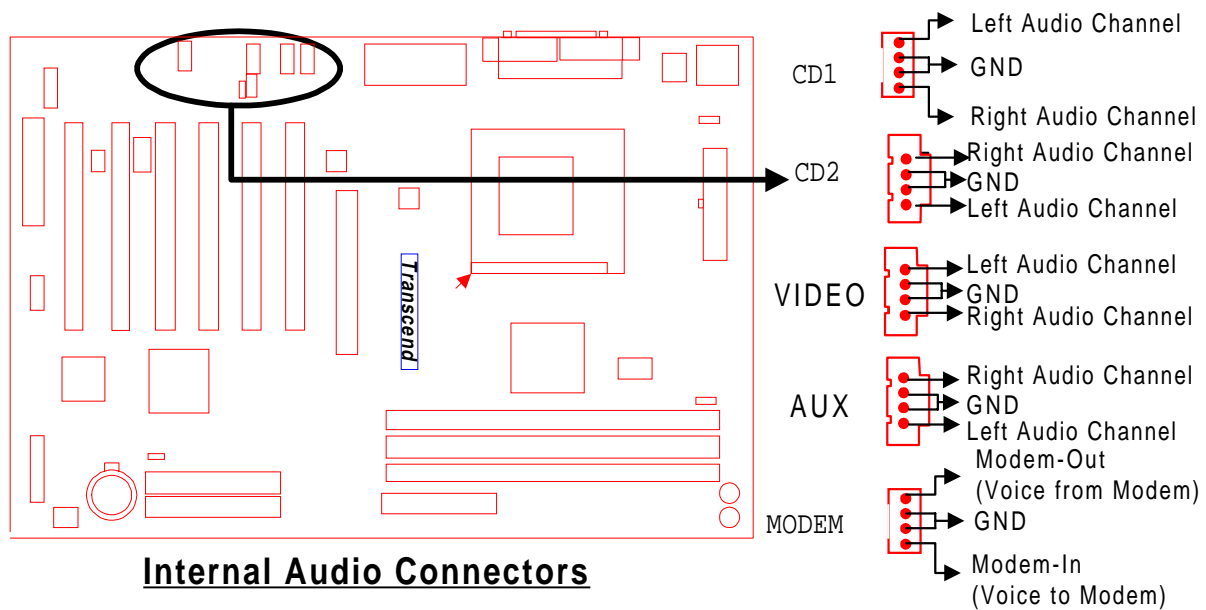 Left Audio Channel
CD1
GND
Right Audio Channel
Right Audio Channel
CD2
GND
Left Audio Channel
Transcend
Left Audio Channel
VIDEO
GND
Right Audio Channel
Right Audio Channel
AUX
GND
Left Audio Channel
Modem-Out
(Voice from Modem)
MODEM
GND
Modem-In
(Voice to Modem)
Internal Audio Connectors